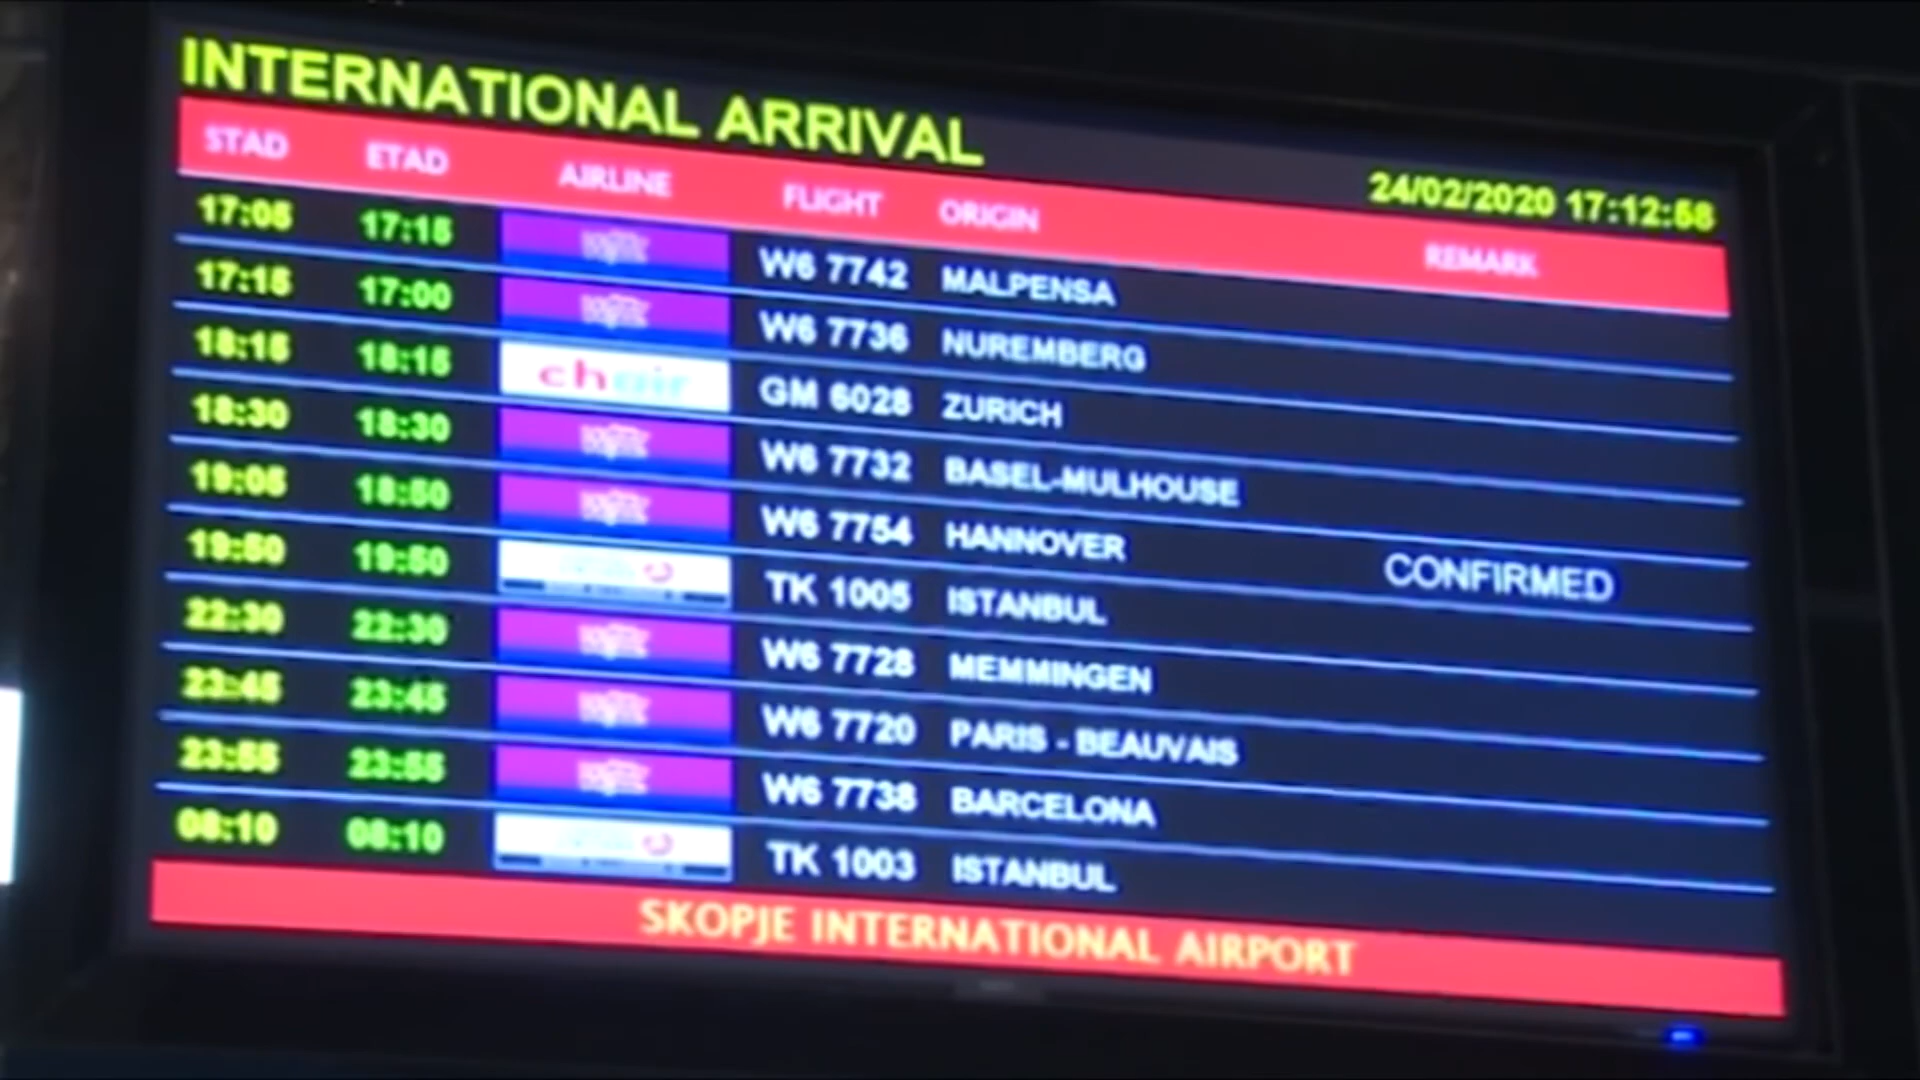 INTERNATIONAL ARRIVAL
24/02/2020 17:12:58
STAD ETAD AIRLINE FLIGHT ORIGIN REMARK
17:05 17:15 W6 7742 MALPENSA
17:15 17:00 W6 7736 NUREMBERG
18:15 18:15 chair GM 6028 ZURICH
18:30 18:30 W6 7732 BASEL-MULHOUSE
19:05 18:50 W6 7754 HANNOVER CONFIRMED
19:50 19:50 TK 1005 ISTANBUL
22:30 22:30 W6 7728 MEMMINGEN
23:45 23:45 W6 7720 PARIS - BEAUVAIS
23:55 23:55 W6 7738 BARCELONA
08:10 08:10 TK 1003 ISTANBUL
SKOPJE INTERNATIONAL AIRPORT